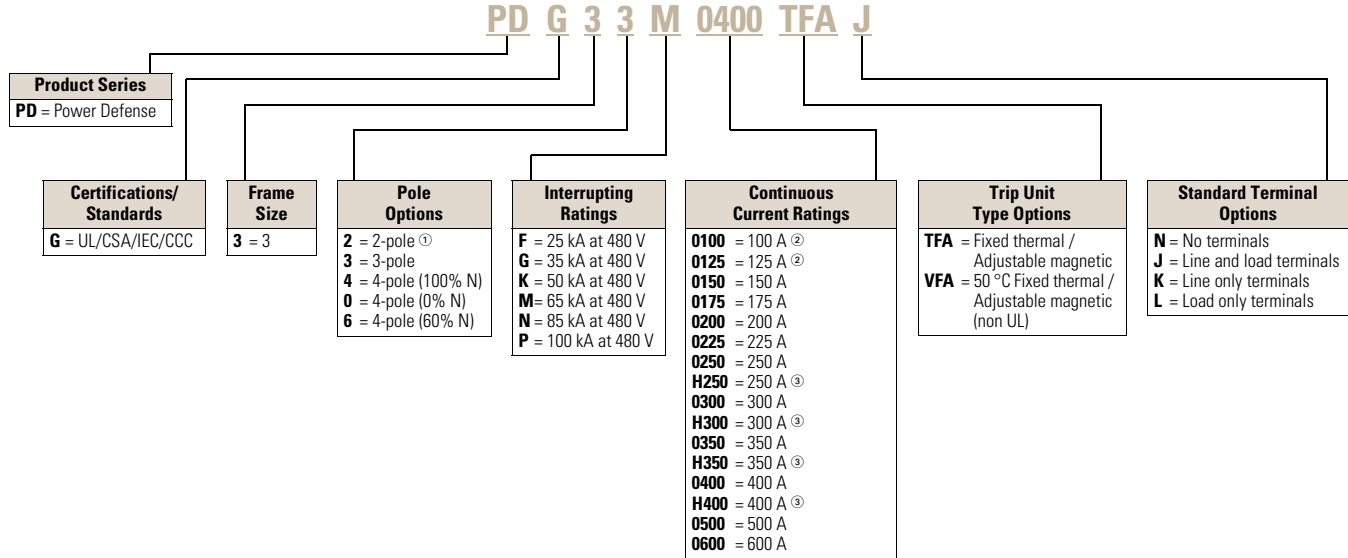 PD G 3 3 M 0400 TFA J
Product Series
PD = Power Defense
Certifications/
Standards
G = UL/CSA/IEC/CCC
Frame
Size
3 = 3
Pole
Options
2 = 2-pole ①
3 = 3-pole
4 = 4-pole (100% N)
0 = 4-pole (0% N)
6 = 4-pole (60% N)
Interrupting
Ratings
F = 25 kA at 480 V
G = 35 kA at 480 V
K = 50 kA at 480 V
M= 65 kA at 480 V
N = 85 kA at 480 V
P = 100 kA at 480 V
Continuous
Current Ratings
0100 = 100 A ②
0125 = 125 A ②
0150 = 150 A
0175 = 175 A
0200 = 200 A
0225 = 225 A
0250 = 250 A
H250 = 250 A ③
0300 = 300 A
H300 = 300 A ③
0350 = 350 A
H350 = 350 A ③
0400 = 400 A
H400 = 400 A ③
0500 = 500 A
0600 = 600 A
Trip Unit
Type Options
TFA = Fixed thermal /
Adjustable magnetic
VFA = 50 °C Fixed thermal /
Adjustable magnetic
(non UL)
Standard Terminal
Options
N = No terminals
J = Line and load terminals
K = Line only terminals
L = Load only terminals